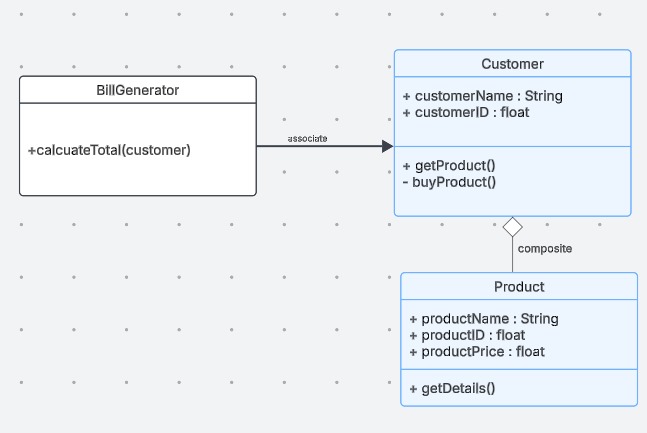 BillGenerator
+calcuateTotal(customer)
associate
Customer
+ customerName : String
+ customerID : float
+ getProduct()
- buyProduct()
composite
Product
+ productName : String
+ productID : float
+ productPrice : float
+ getDetails()